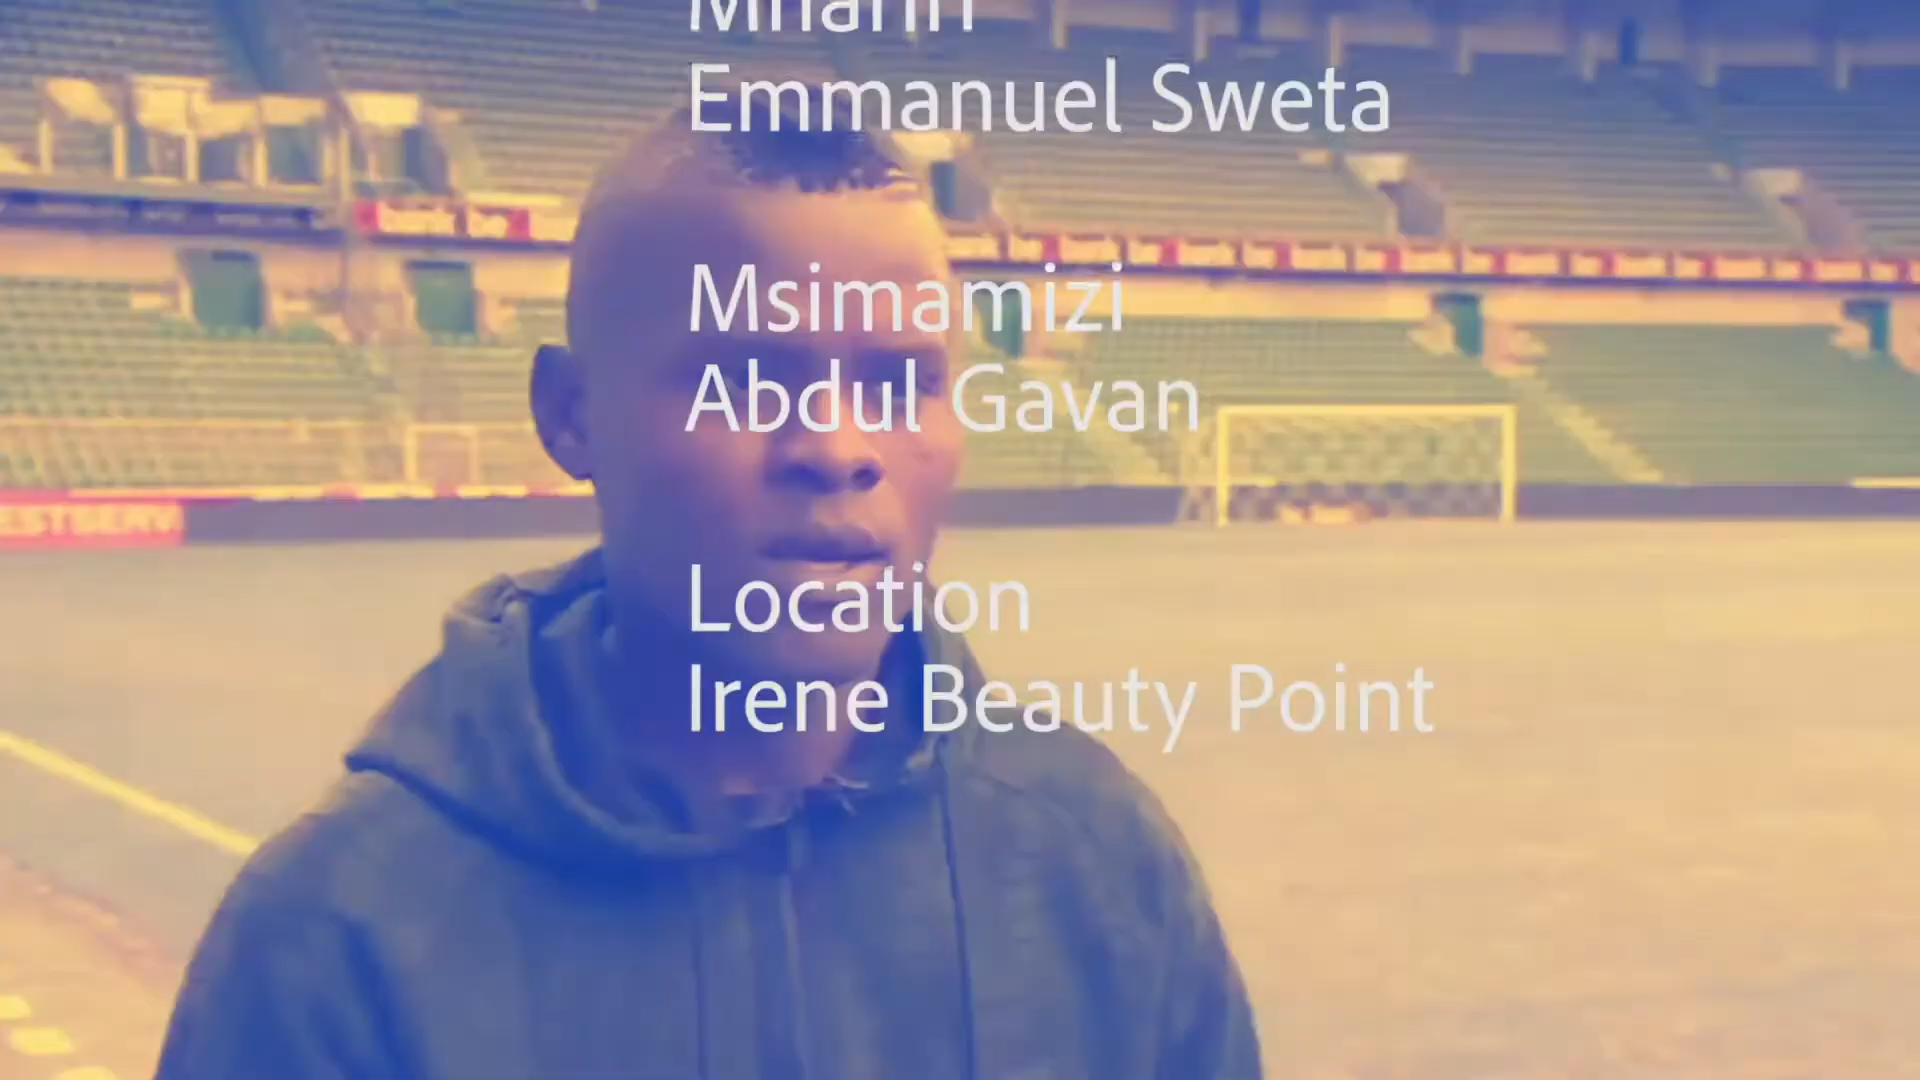 Emmanuel Sweta
Msimamizi
Abdul Gavan
Location
Irene Beauty Point